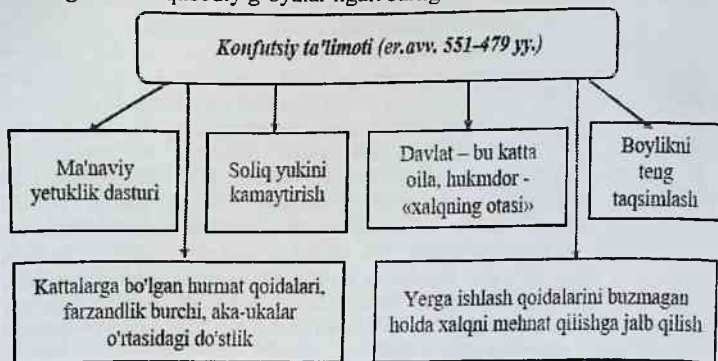 Konfutsiy ta'limoti (er.avv. 551-479 yy.)
Ma'naviy
yetuklik dasturi
Soliq yukini
kamaytirish
Davlat – bu katta
oila, hukmdor -
«xalqning otasi»
Boylikni
teng
taqsimlash
Kattalarga bo'lgan hurmat qoidalari,
farzandlik burchi, aka-ukalar
o'rtasidagi do'stlik
Yerga ishlash qoidalarini buzmagan
holda xalqni mehnat qilishga jalb qilish